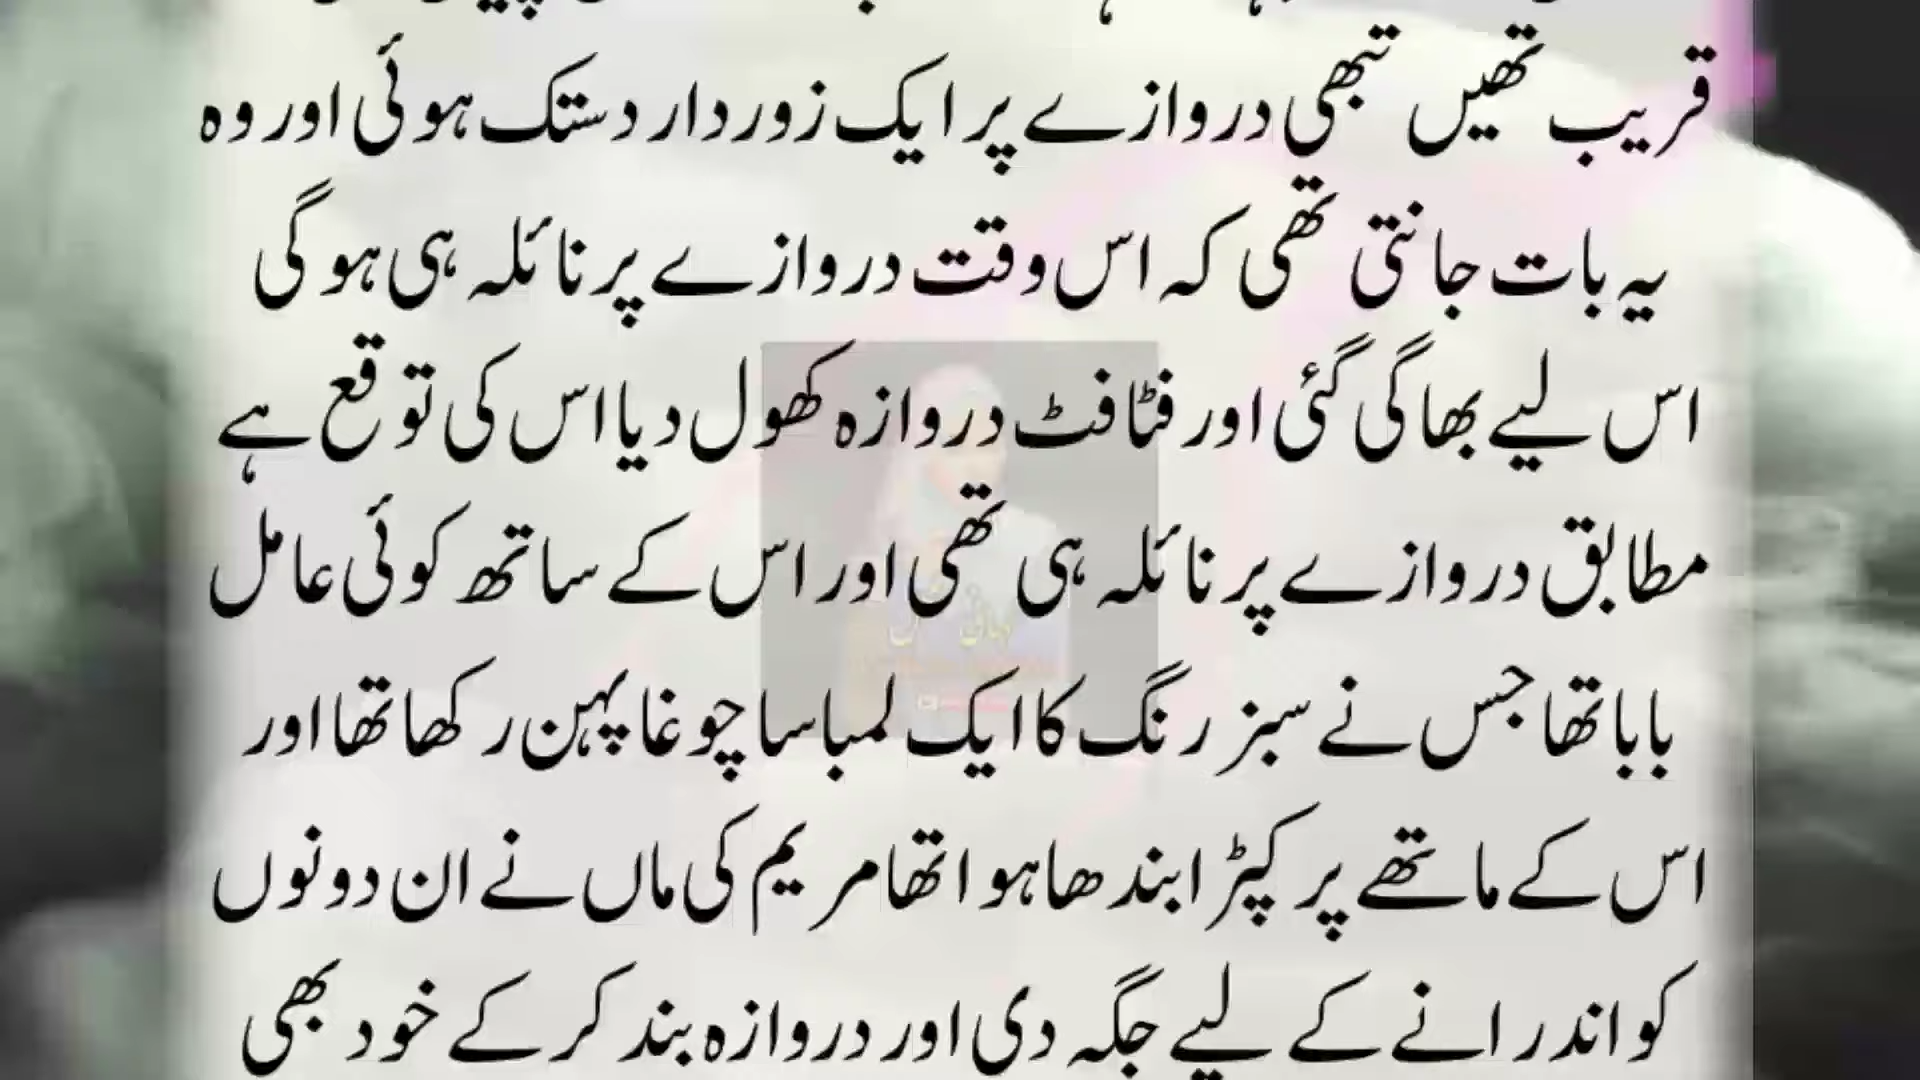 قریب تھیں تبھی دروازے پر ایک زوردار دستک ہوئی اور وہ
یہ بات جانتی تھی کہ اس وقت دروازے پر نائلہ ہی ہوگی
اس لیے بھاگی گئی اور فٹافٹ دروازہ کھول دیا اس کی توقع ہے
مطابق دروازے پر نائلہ ہی تھی اور اس کے ساتھ کوئی عامل
بابا تھا جس نے سبز رنگ کا ایک لمبا سا چوغا پہن رکھا تھا اور
اس کے ماتھے پر کپڑا بندھا ہوا تھا مریم کی ماں نے ان دونوں
کو اندر انے کے لیے جگہ دی اور دروازہ بند کر کے خود بھی